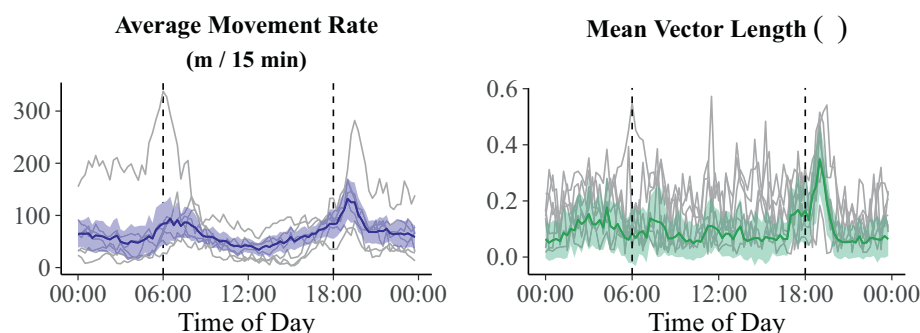 Average Movement Rate
(m / 15 min)
300
200
100
0
00:00 06:00 12:00 18:00 00:00
Time of Day
Mean Vector Length ( )
0.6
0.4
0.2
0.0
00:00 06:00 12:00 18:00 00:00
Time of Day